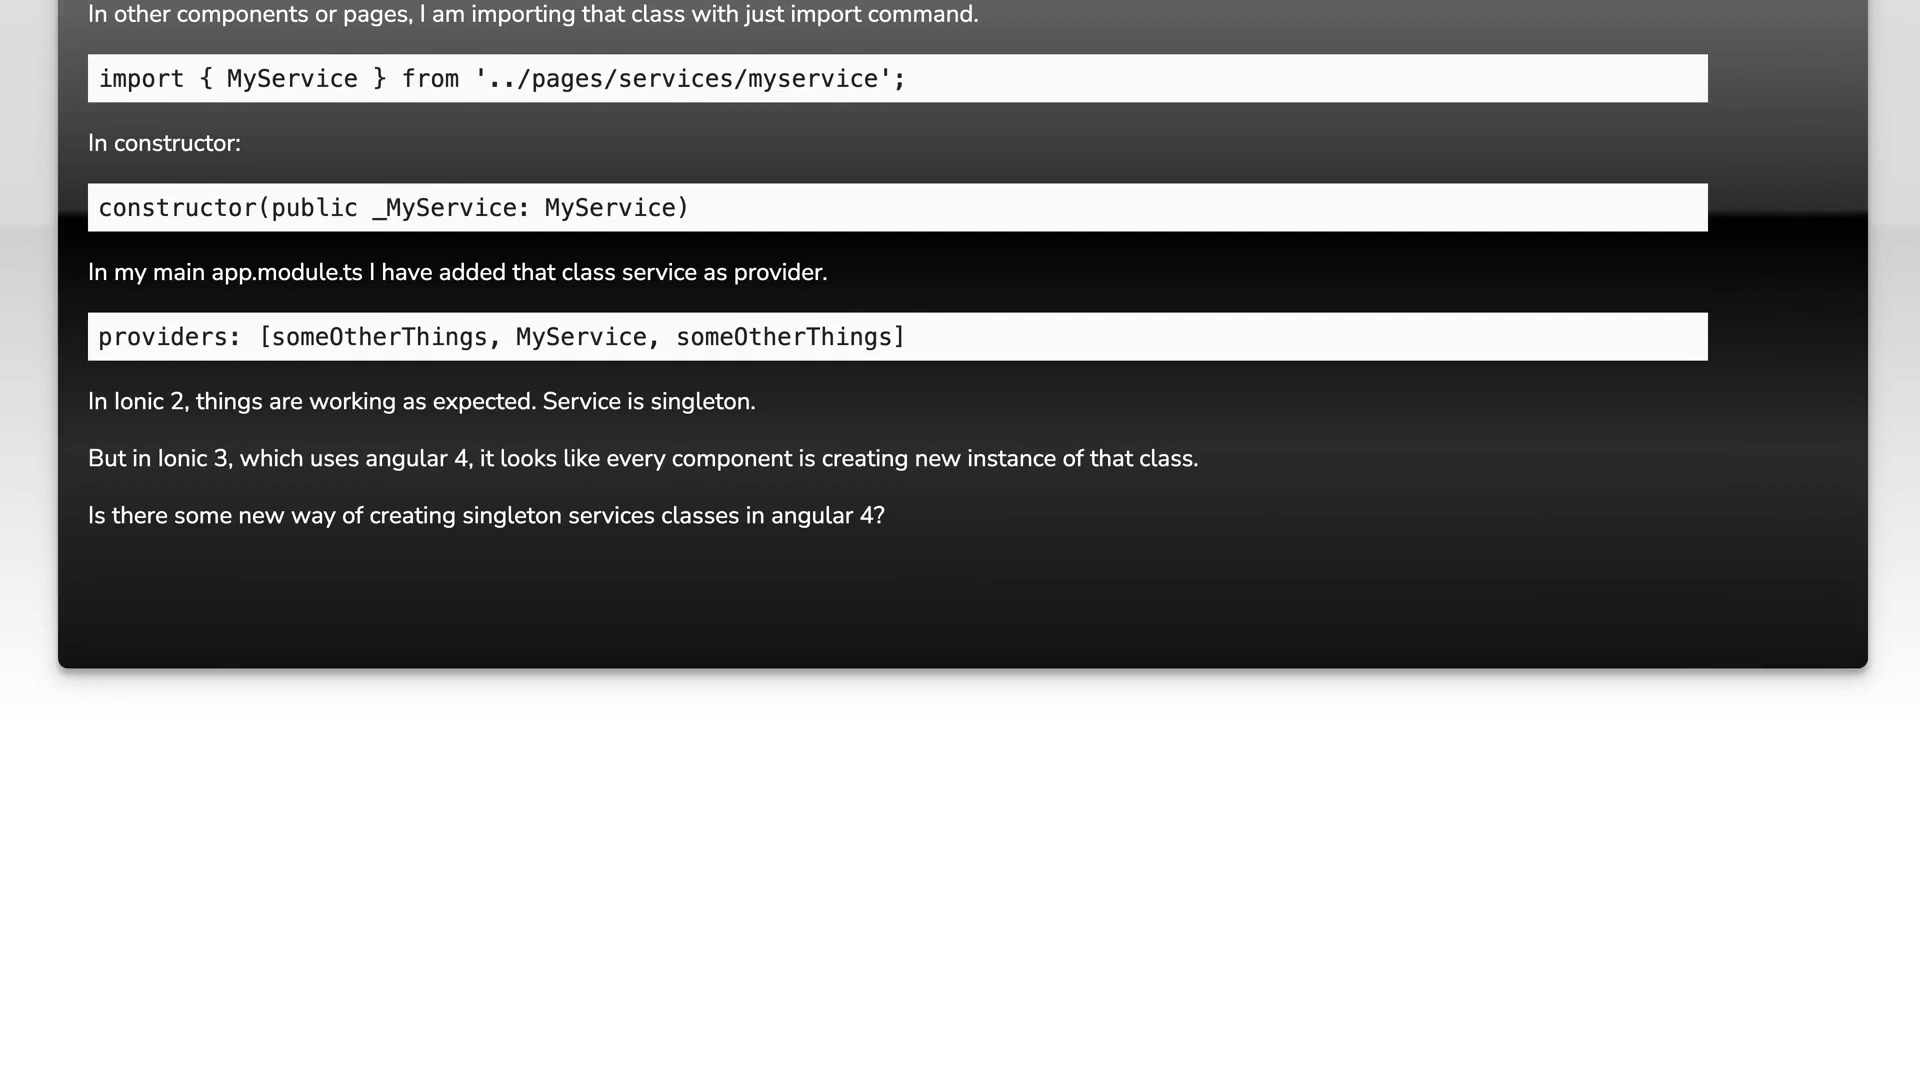 In other components or pages, I am importing that class with just import command.
import { MyService } from '../pages/services/myservice';
In constructor:
constructor(public _MyService: MyService)
In my main app.module.ts I have added that class service as provider.
providers: [someOtherThings, MyService, someOtherThings]
In Ionic 2, things are working as expected. Service is singleton.
But in Ionic 3, which uses angular 4, it looks like every component is creating new instance of that class.
Is there some new way of creating singleton services classes in angular 4?